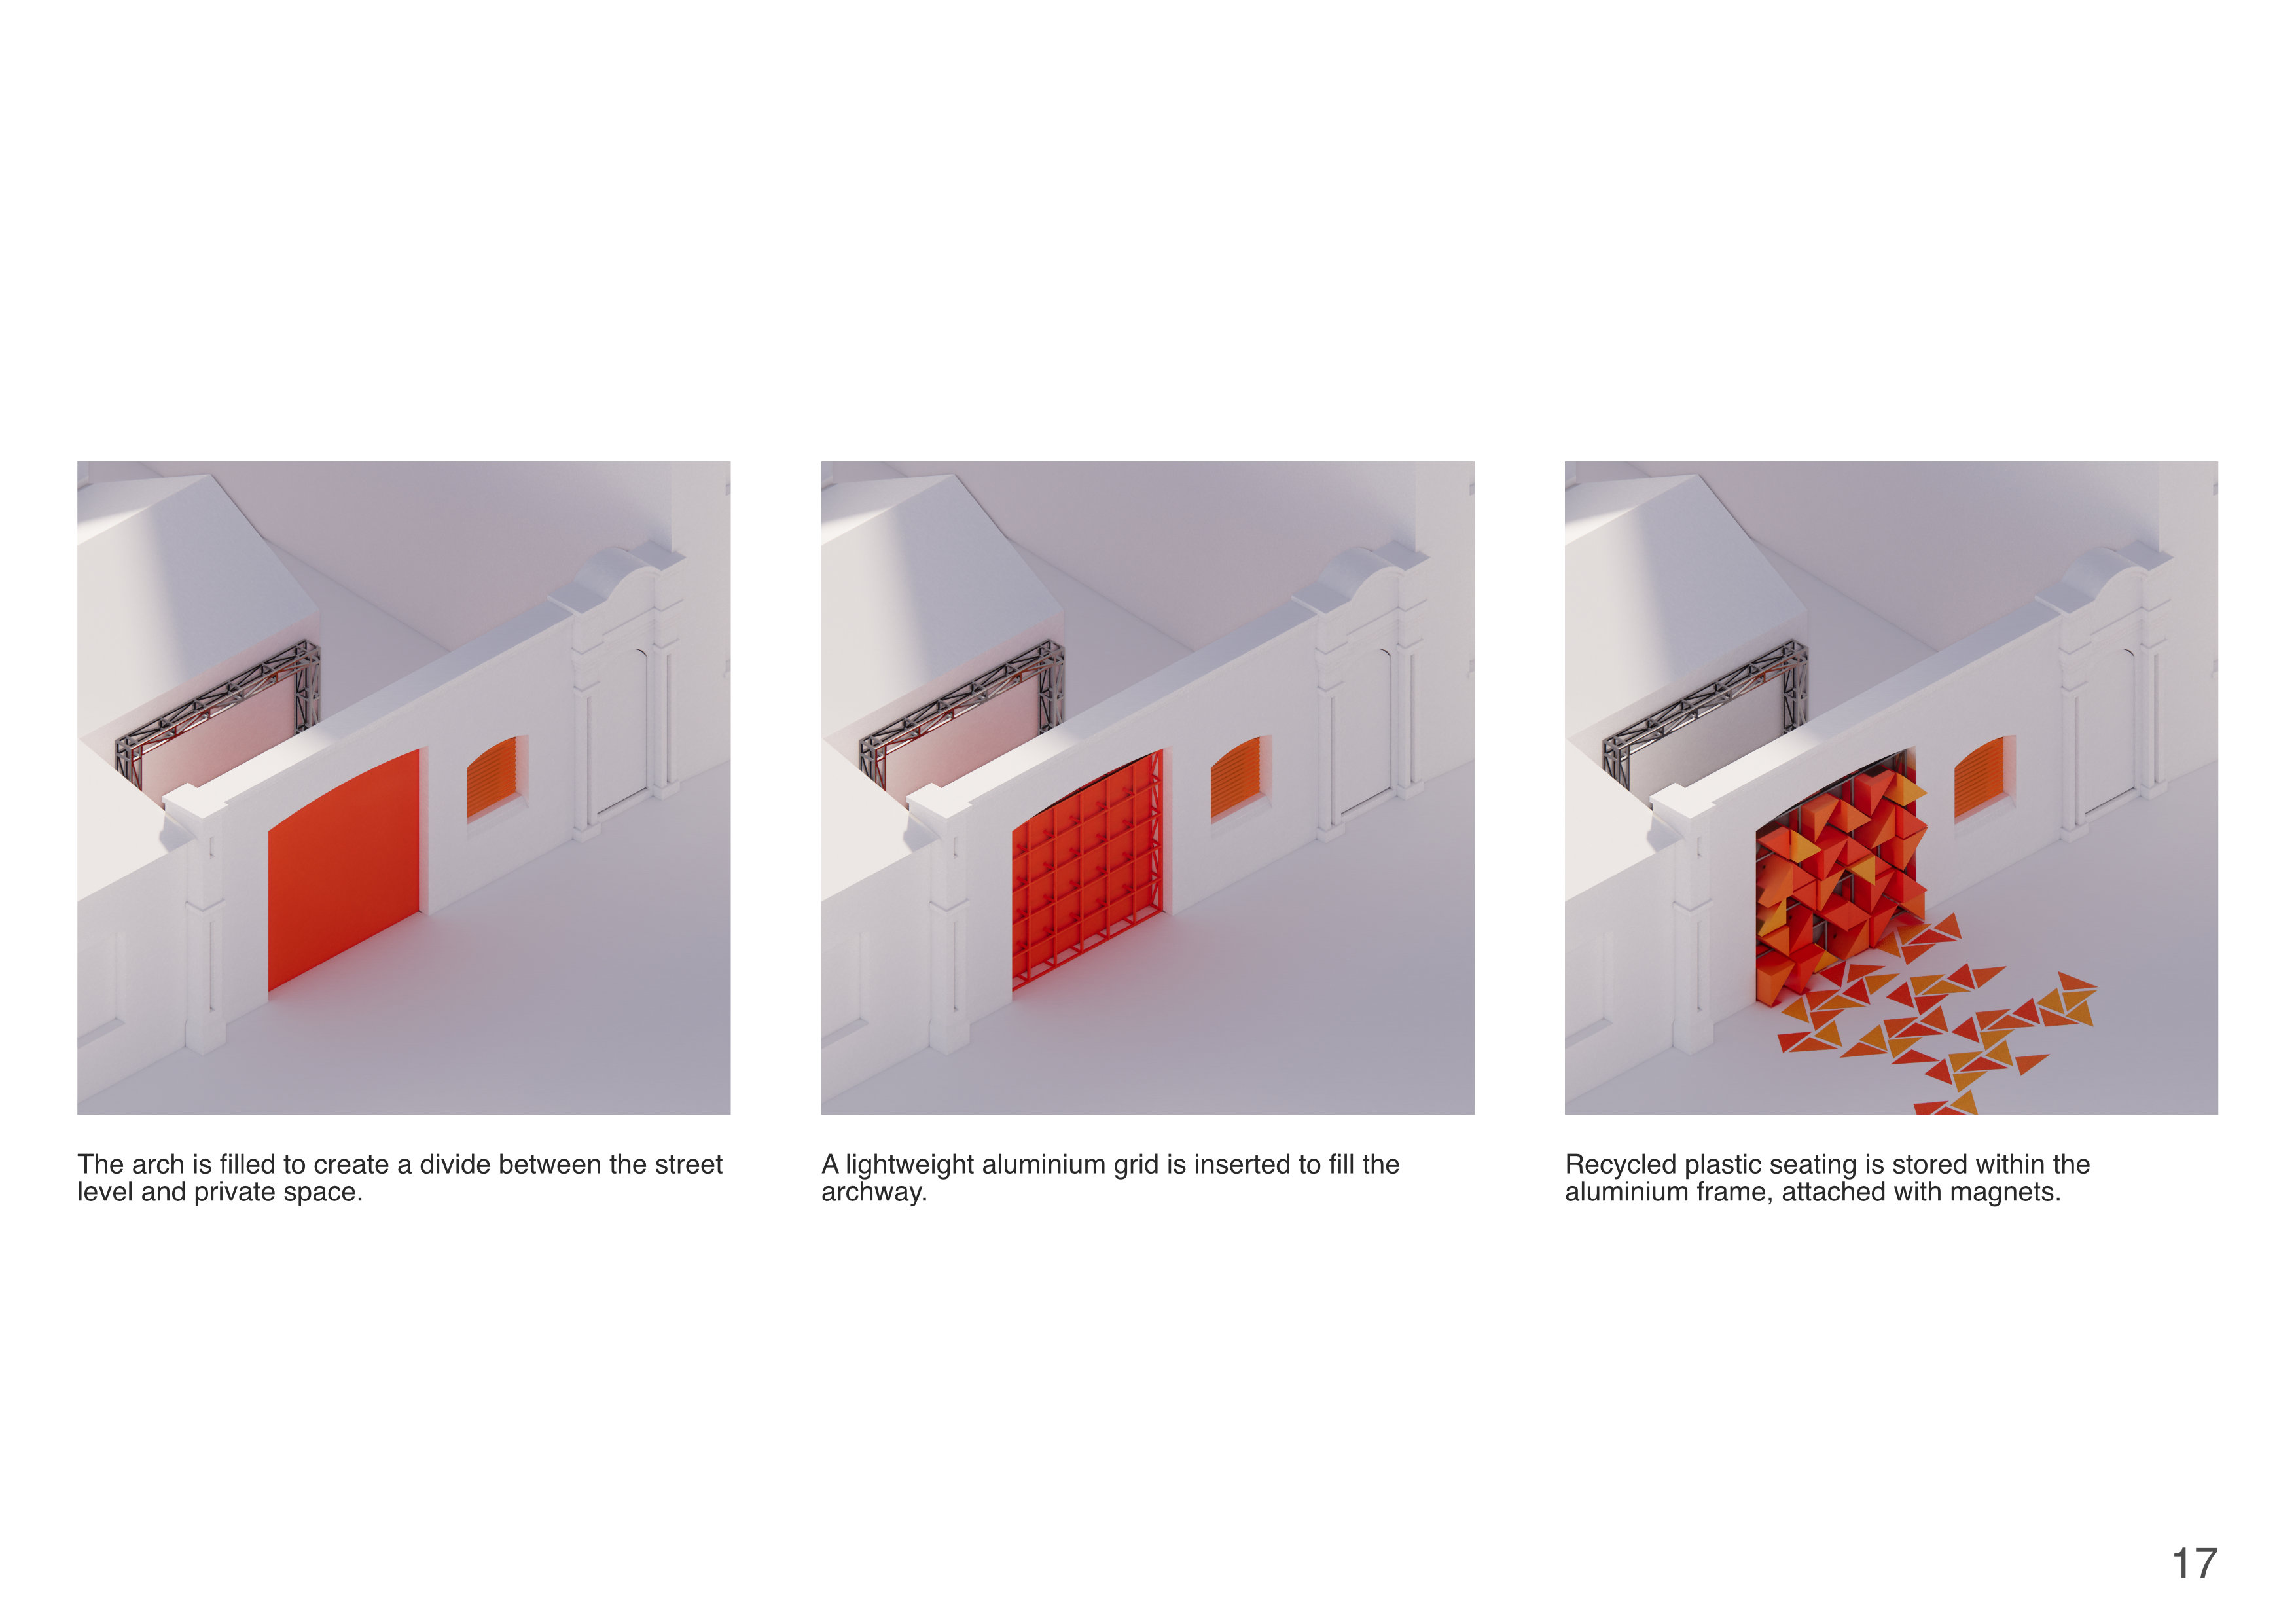 The arch is filled to create a divide between the street
level and private space.
A lightweight aluminium grid is inserted to fill the
archway.
Recycled plastic seating is stored within the
aluminium frame, attached with magnets.
17